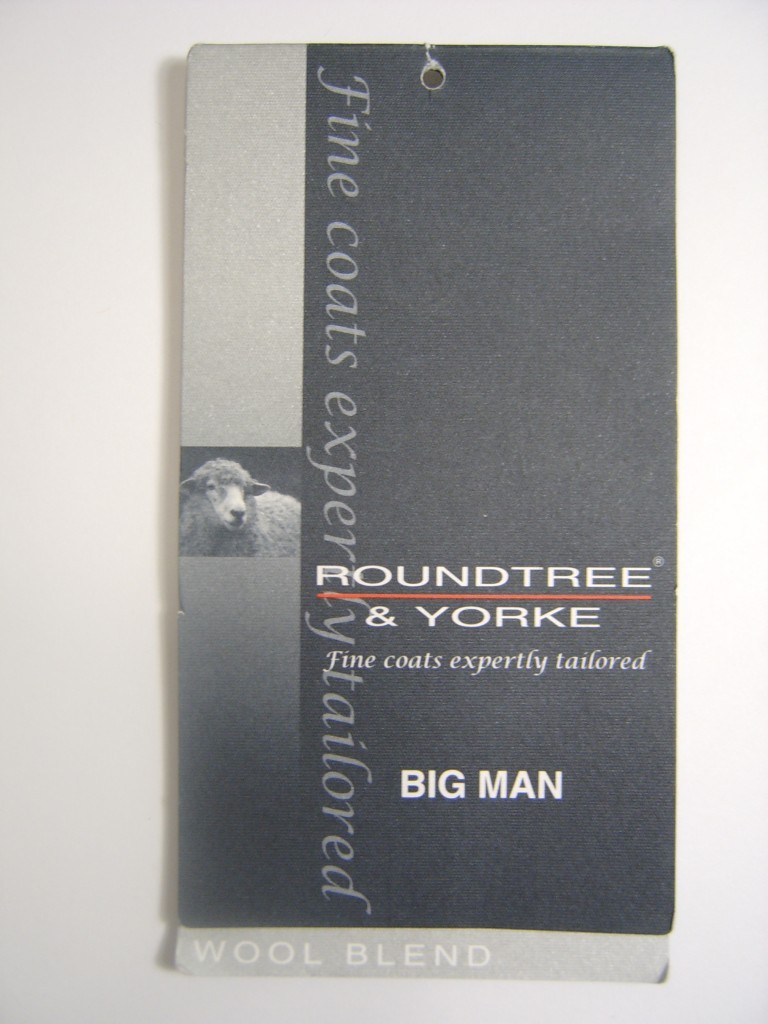 Fine coats expertly tailored
ROUNDTREE®
& YORKE
Fine coats expertly tailored
BIG MAN
WOOL BLEND